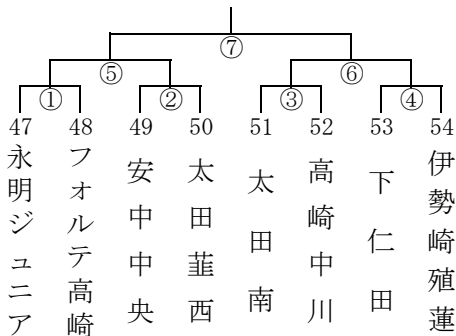 ⑦
⑤ ⑥
① ② ③ ④
47 48 49 50 51 52 53 54
永明ジュニア
フォルテ高崎
安中中央
太田韮西
太田南
高崎中川
下仁田
伊勢崎殖蓮